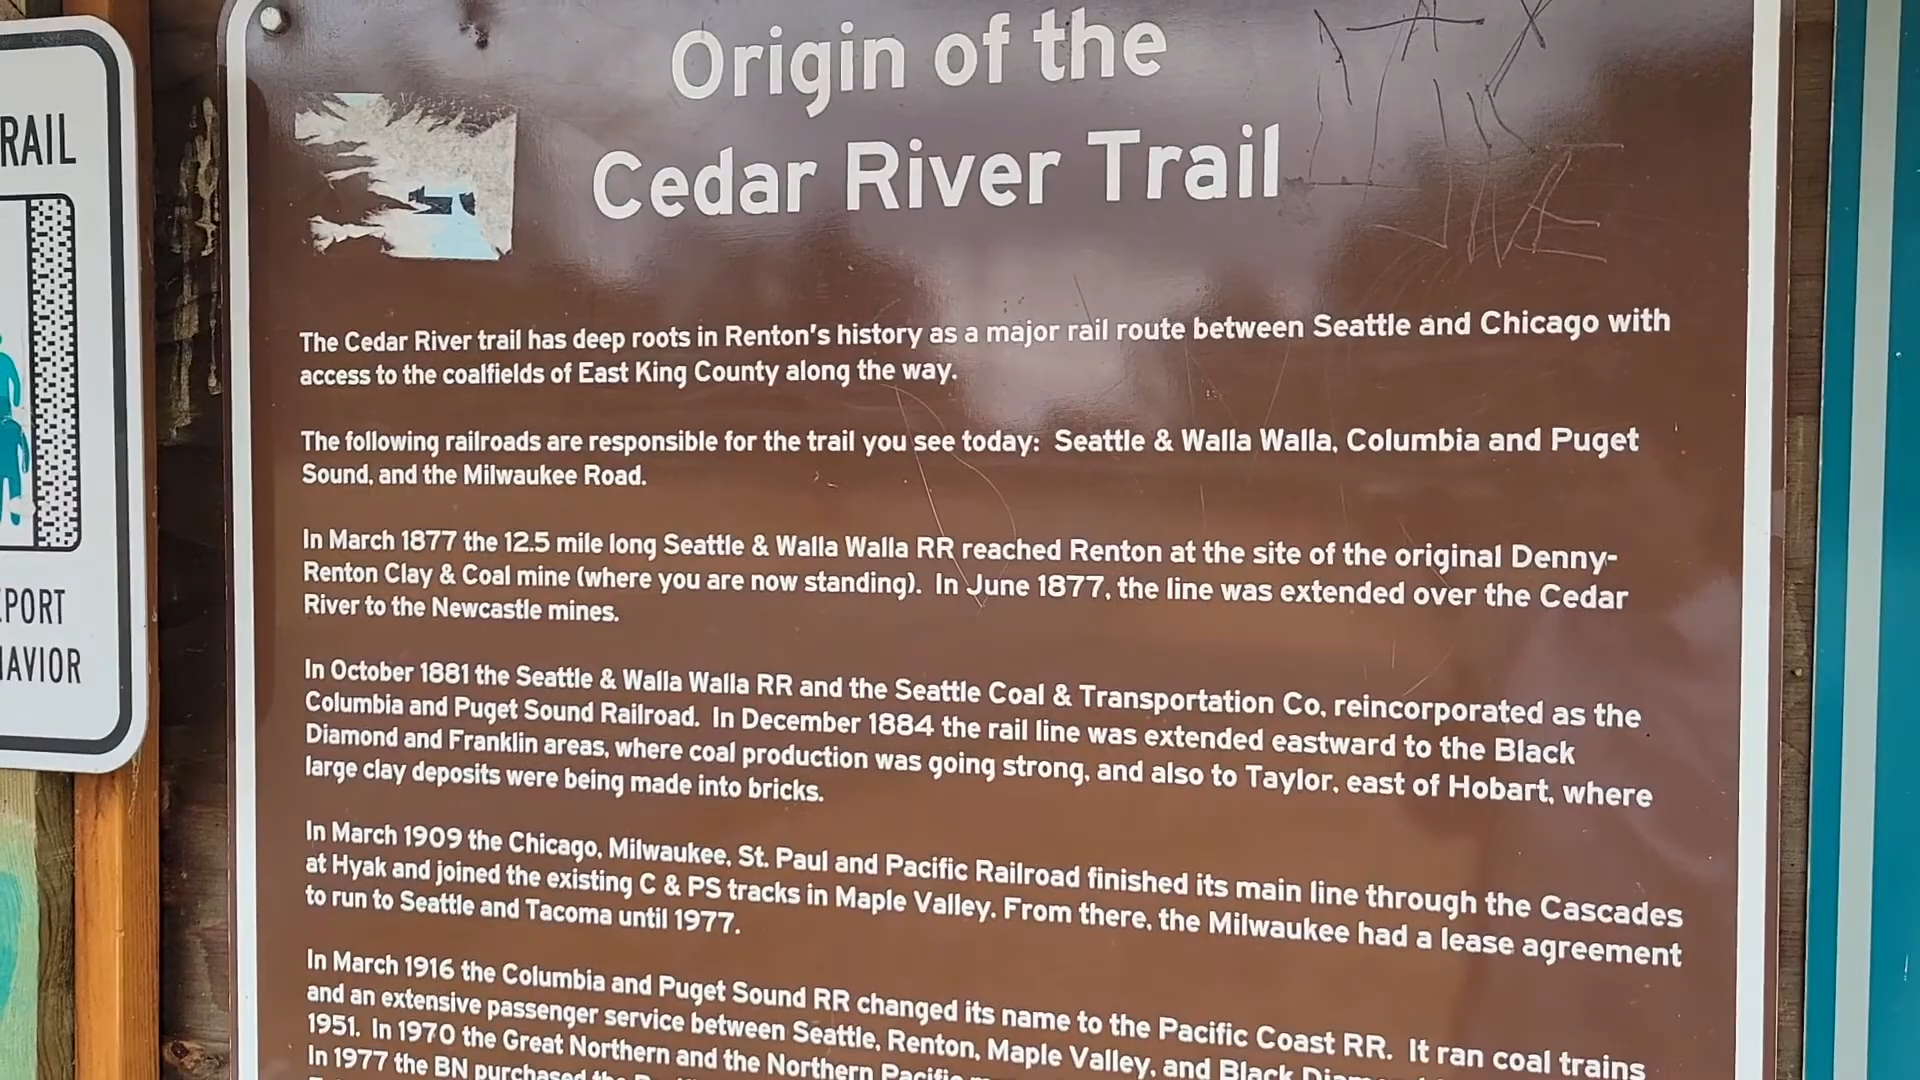 RAIL
EPORT
HAVIOR
Origin of the
Cedar River Trail
The Cedar River trail has deep roots in Renton's history as a major rail route between Seattle and Chicago with
access to the coalfields of East King County along the way.
The following railroads are responsible for the trail you see today: Seattle & Walla Walla, Columbia and Puget
Sound, and the Milwaukee Road.
In March 1877 the 12.5 mile long Seattle & Walla Walla RR reached Renton at the site of the original Denny-
Renton Clay & Coal mine (where you are now standing). In June 1877, the line was extended over the Cedar
River to the Newcastle mines.
In October 1881 the Seattle & Walla Walla RR and the Seattle Coal & Transportation Co, reincorporated as the
Columbia and Puget Sound Railroad. In December 1884 the rail line was extended eastward to the Black
Diamond and Franklin areas, where coal production was going strong, and also to Taylor, east of Hobart, where
large clay deposits were being made into bricks.
In March 1909 the Chicago, Milwaukee, St. Paul and Pacific Railroad finished its main line through the Cascades
at Hyak and joined the existing C & PS tracks in Maple Valley. From there, the Milwaukee had a lease agreement
to run to Seattle and Tacoma until 1977.
In March 1916 the Columbia and Puget Sound RR changed its name to the Pacific Coast RR. It ran coal trains
and an extensive passenger service between Seattle, Renton, Maple Valley, and Black
1951. In 1970 the Great Northern and the Northern Pacific
In 1977 the BN purchased the